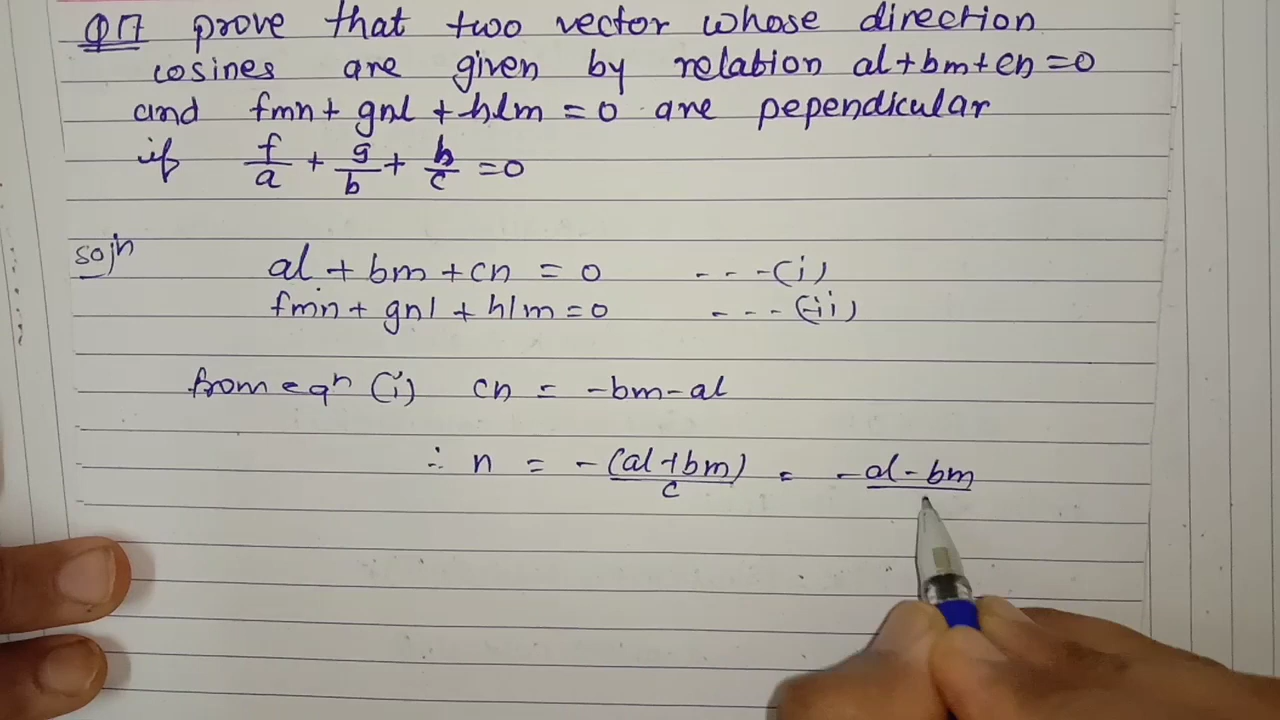 Q17 prove that two vector whose direction
cosines are given by relation al+bm+cn=0
and fmn+ gnl +hlm = 0 are pependicular
if f/a + g/b + h/c = 0
soln
al + bm + cn = 0 - - -(i)
fmn + gnl + hlm = 0 - - - (ii)
from eqn (i) cn = -bm-al
∴ n = -(al+bm)/c = -al-bm